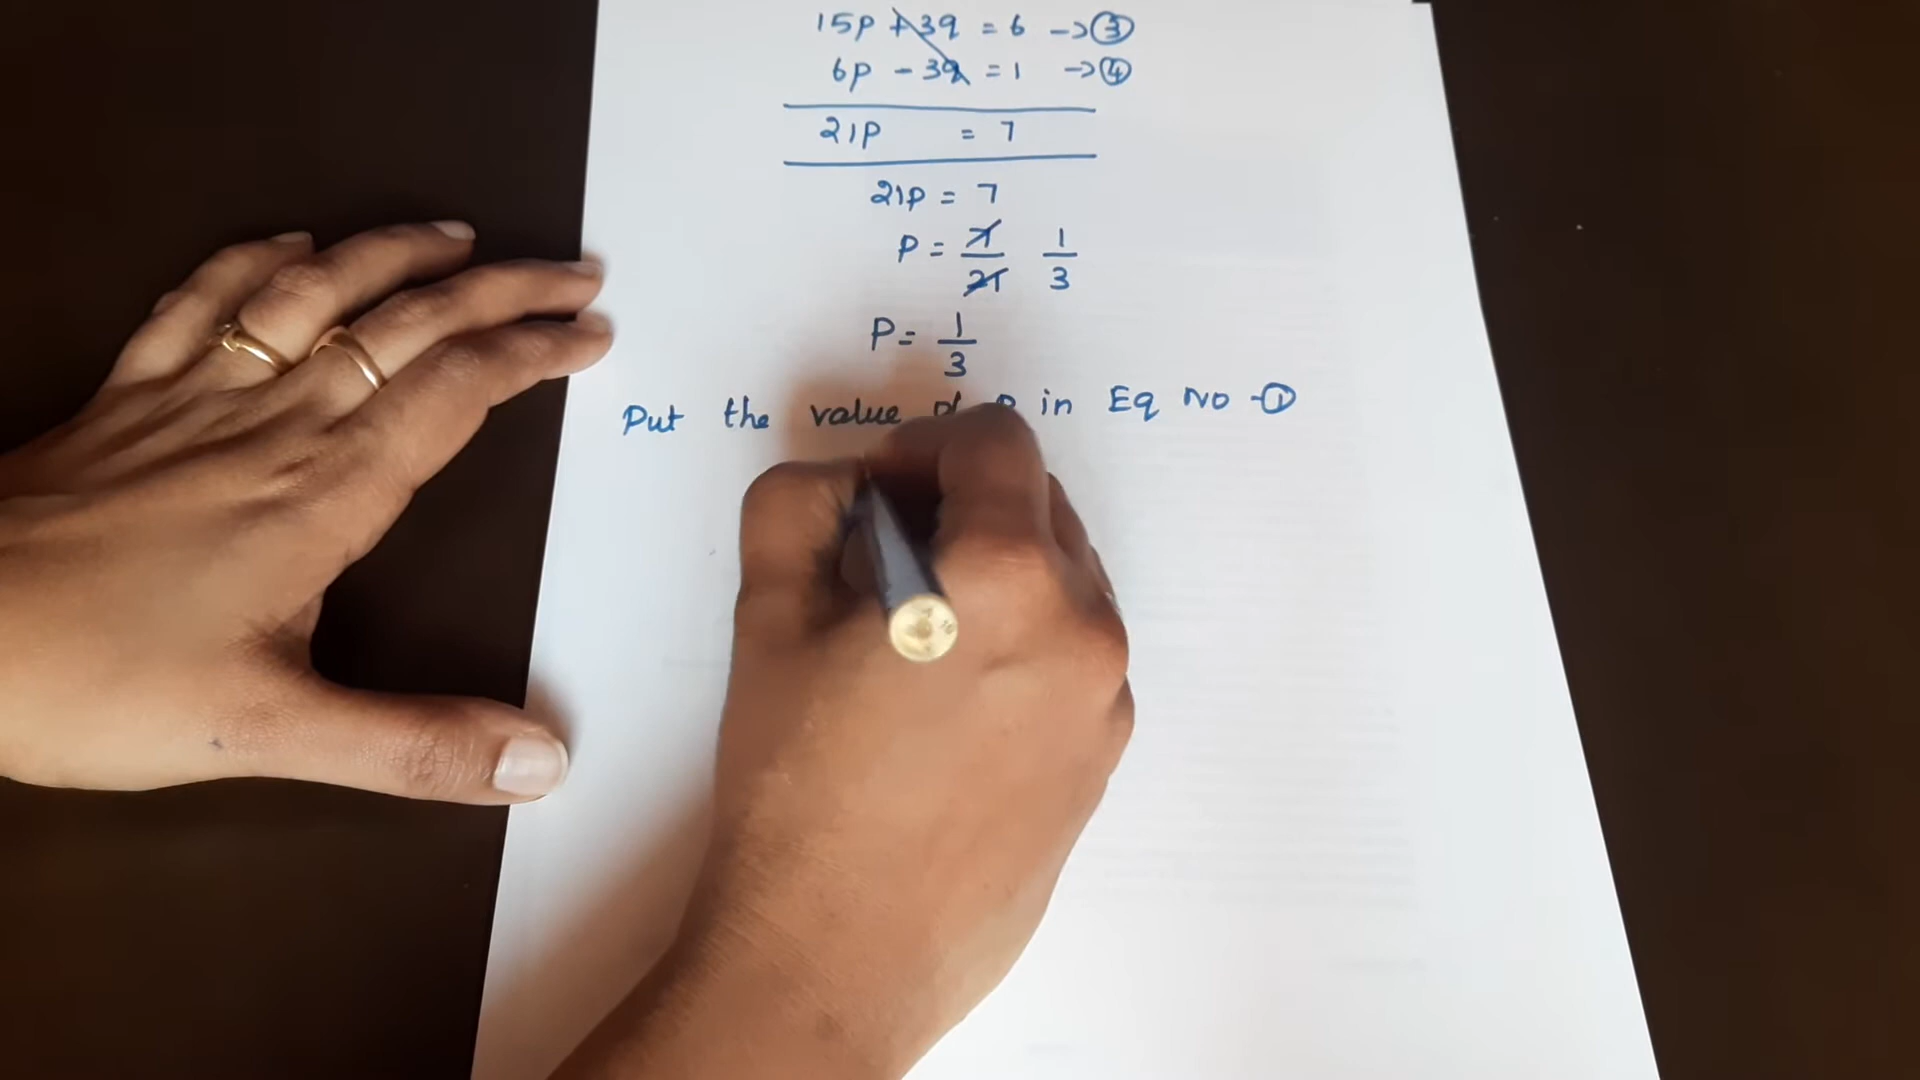 15p + 3q = 6 → ③
6p - 3q = 1 → ④
21p = 7
21p = 7
P = 7/21 1/3
P = 1/3
Put the value of P in Eq No - ①